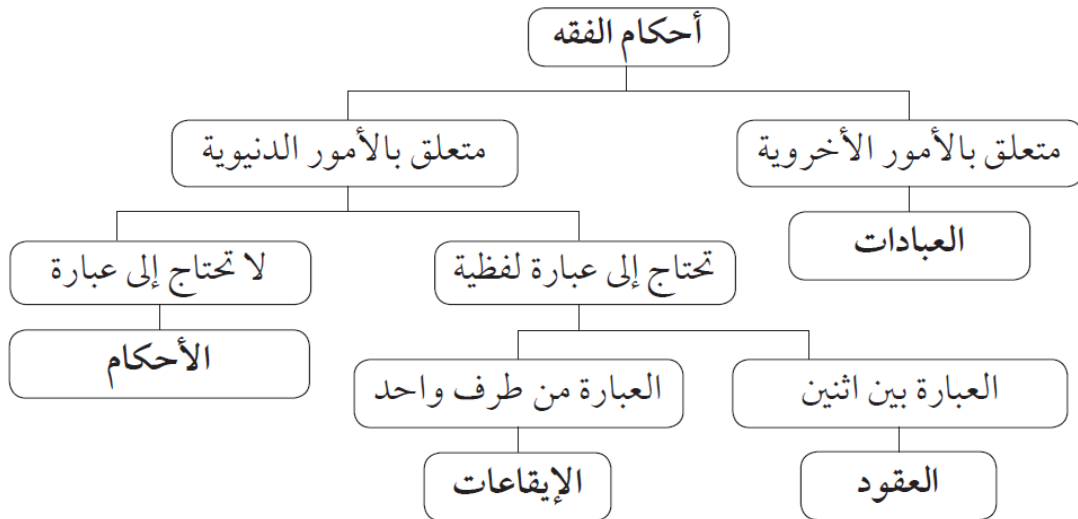 أحكام الفقه
متعلق بالأمور الأخروية
متعلق بالأمور الدنيوية
العبادات
تحتاج إلى عبارة لفظية
لا تحتاج إلى عبارة
الأحكام
العبارة بين اثنين
العبارة من طرف واحد
العقود
الإيقاعات